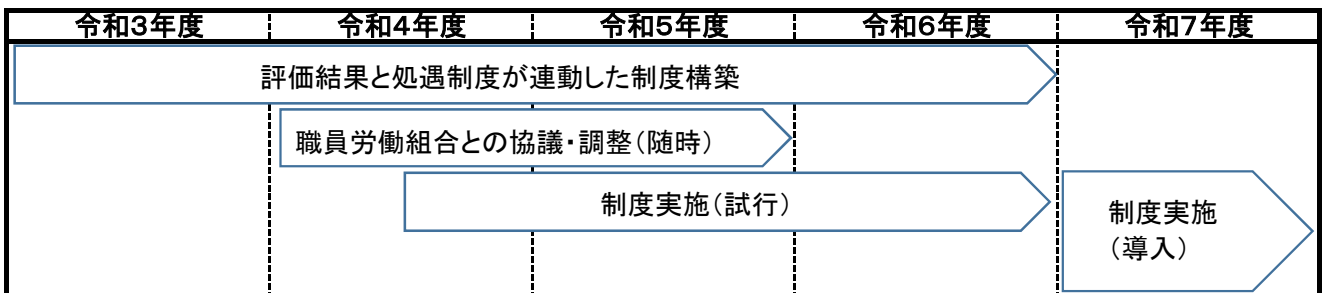 令和3年度 令和4年度 令和5年度 令和6年度 令和7年度
評価結果と処遇制度が連動した制度構築
職員労働組合との協議・調整(随時)
制度実施(試行)
制度実施
(導入)